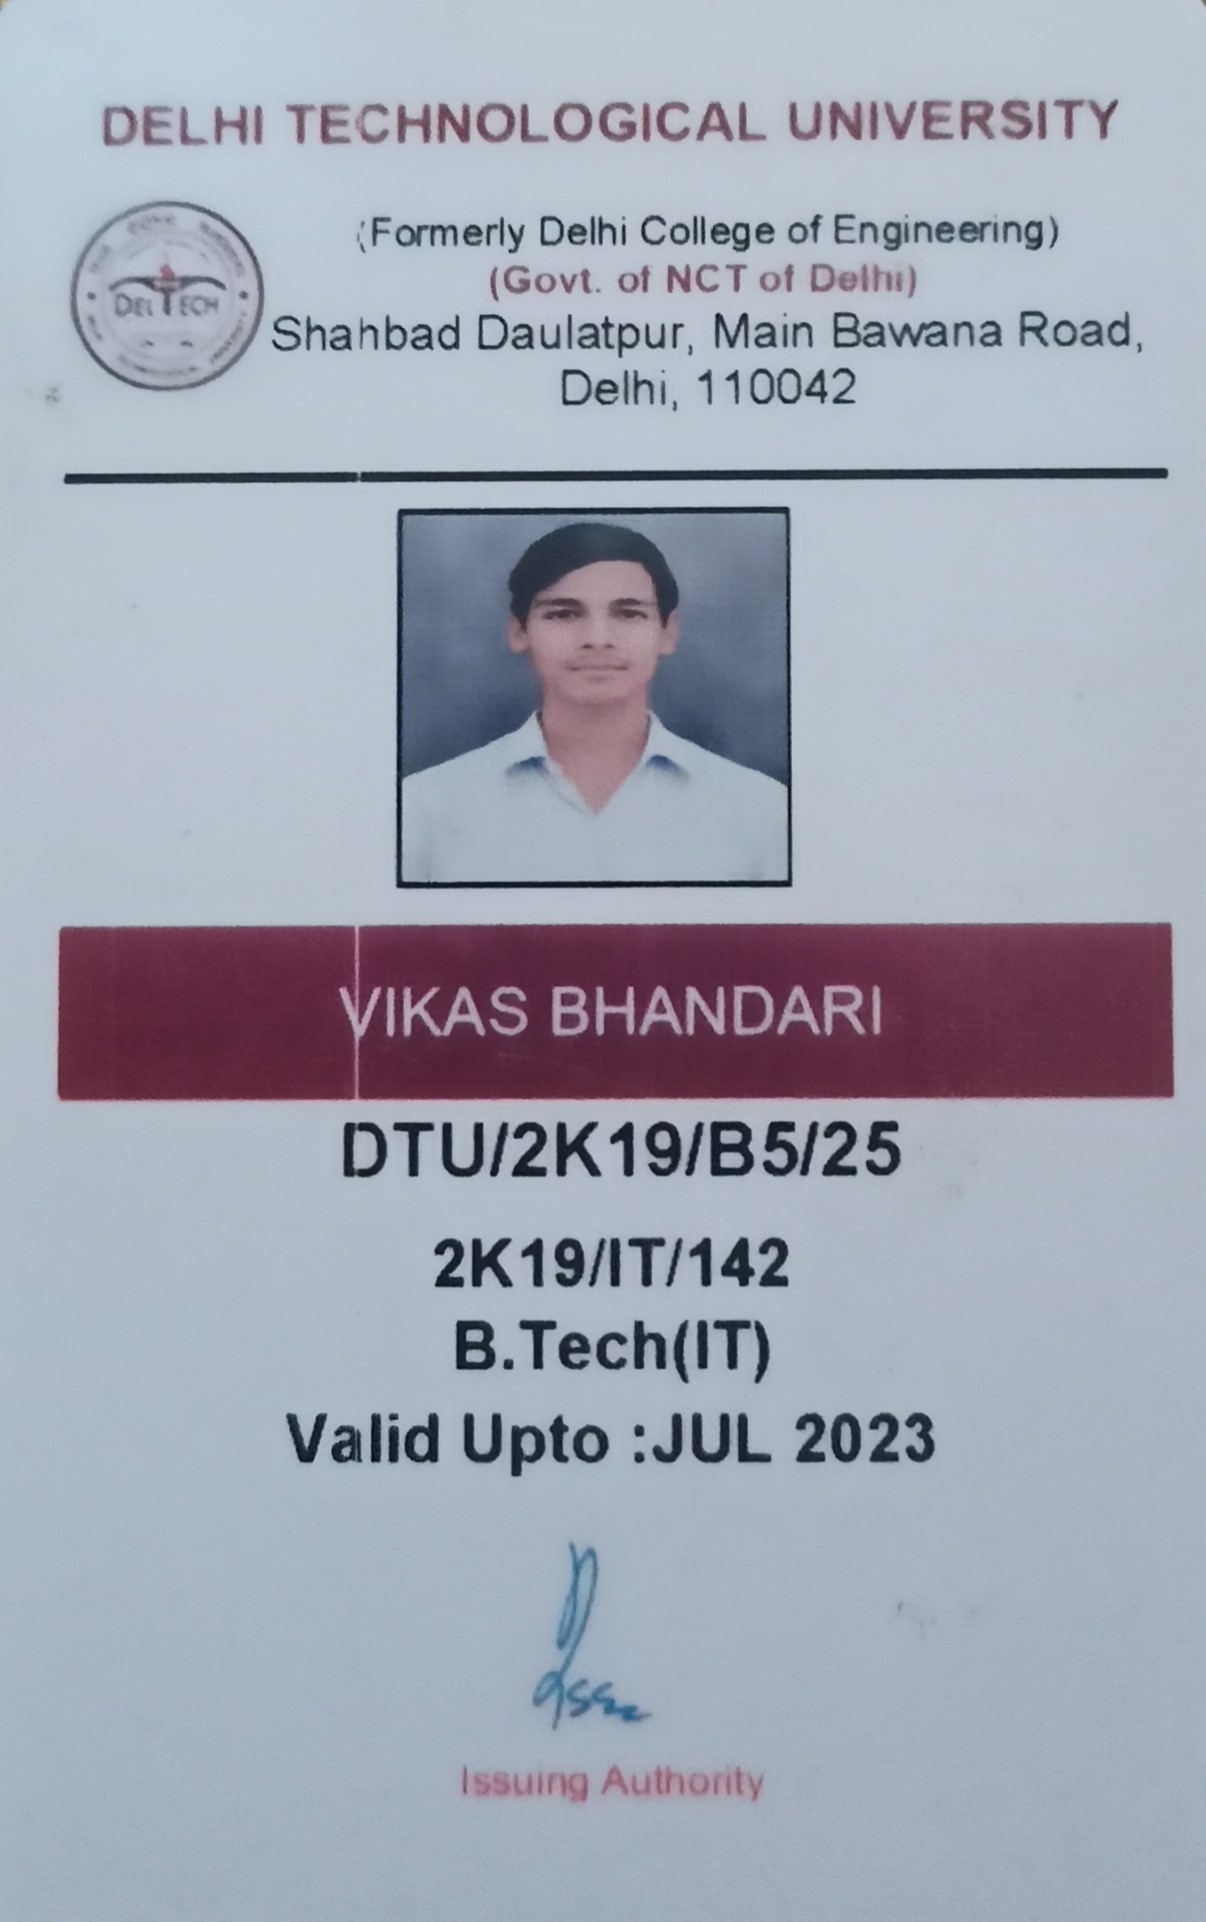 DELHI TECHNOLOGICAL UNIVERSITY
(Formerly Delhi College of Engineering)
(Govt. of NCT of Delhi)
DELTECH
Shahbad Daulatpur, Main Bawana Road,
Delhi, 110042
VIKAS BHANDARI
DTU/2K19/B5/25
2K19/IT/142
B.Tech(IT)
Valid Upto :JUL 2023
Issuing Authority